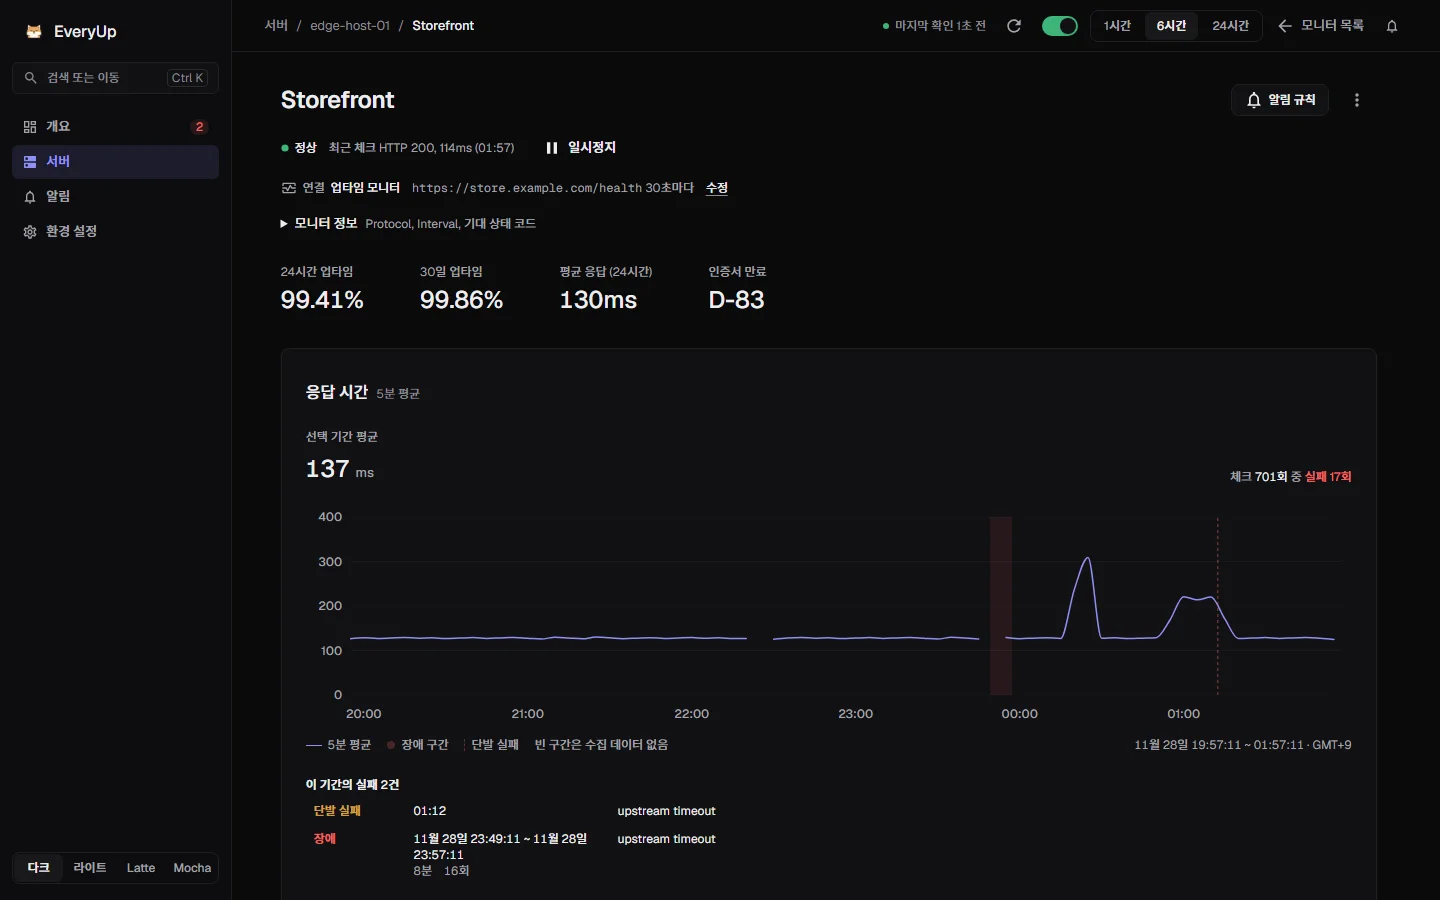 EveryUp
검색 또는 이동 Ctrl K
개요 2
서버
알림
환경 설정
다크 라이트 Latte Mocha
서버 / edge-host-01 / Storefront
마지막 확인 1초 전
1시간 6시간 24시간
모니터 목록
Storefront
알림 규칙
정상 최근 체크 HTTP 200, 114ms (01:57) 일시정지
연결 업타임 모니터 https://store.example.com/health 30초마다 수정
모니터 정보 Protocol, Interval, 기대 상태 코드
24시간 업타임 30일 업타임 평균 응답 (24시간) 인증서 만료
99.41% 99.86% 130ms D-83
응답 시간 5분 평균
선택 기간 평균
137 ms
체크 701회 중 실패 17회
400
300
200
100
0
20:00 21:00 22:00 23:00 00:00 01:00
5분 평균 장애 구간 단발 실패 빈 구간은 수집 데이터 없음
11월 28일 19:57:11 ~ 01:57:11 · GMT+9
이 기간의 실패 2건
단발 실패 01:12 upstream timeout
장애 11월 28일 23:49:11 ~ 11월 28일 upstream timeout
23:57:11
8분 16회